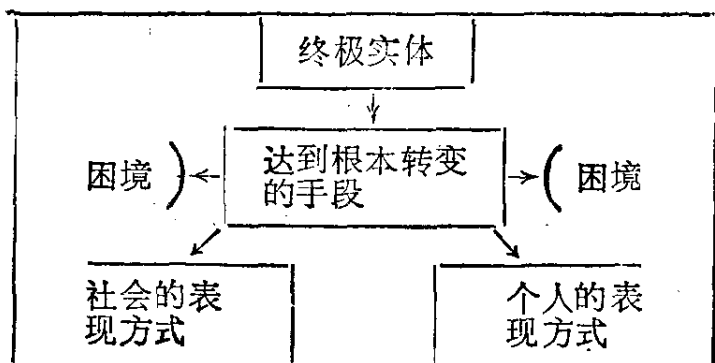 终极实体
困境
达到根本转变
的手段
困境
社会的表
现方式
个人的表
现方式